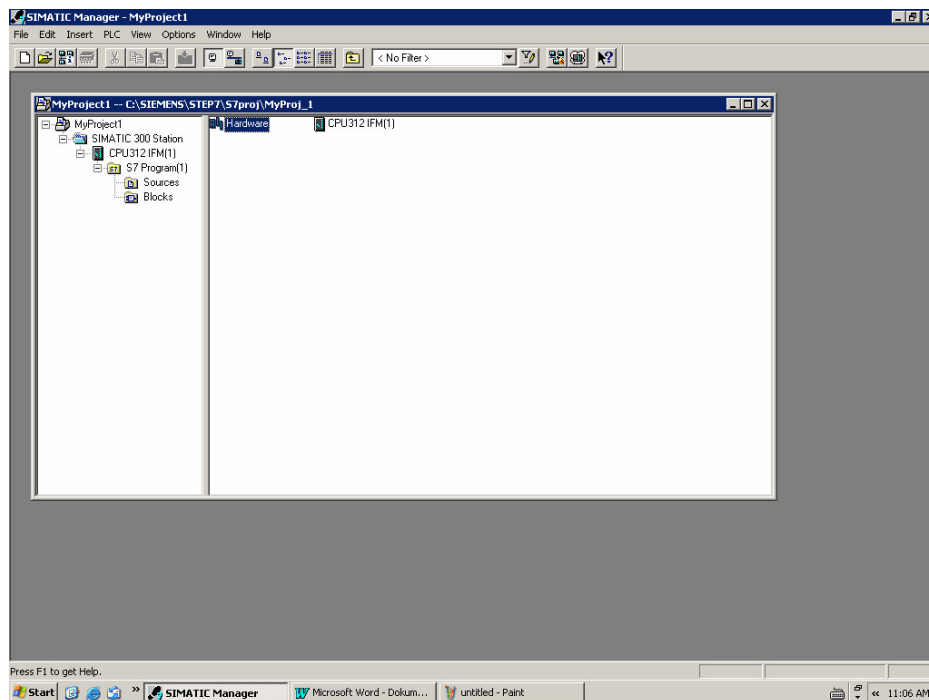 SIMATIC Manager - MyProject1
File Edit Insert PLC View Options Window Help
< No Filter >
MyProject1 -- C:\SIEMENS\STEP7\S7proj\MyProj_1
MyProject1
SIMATIC 300 Station
CPU312 IFM(1)
S7 Program(1)
Sources
Blocks
Hardware CPU312 IFM(1)
Press F1 to get Help.
Start » SIMATIC Manager Microsoft Word - Dokum... untitled - Paint « 11:06 AM